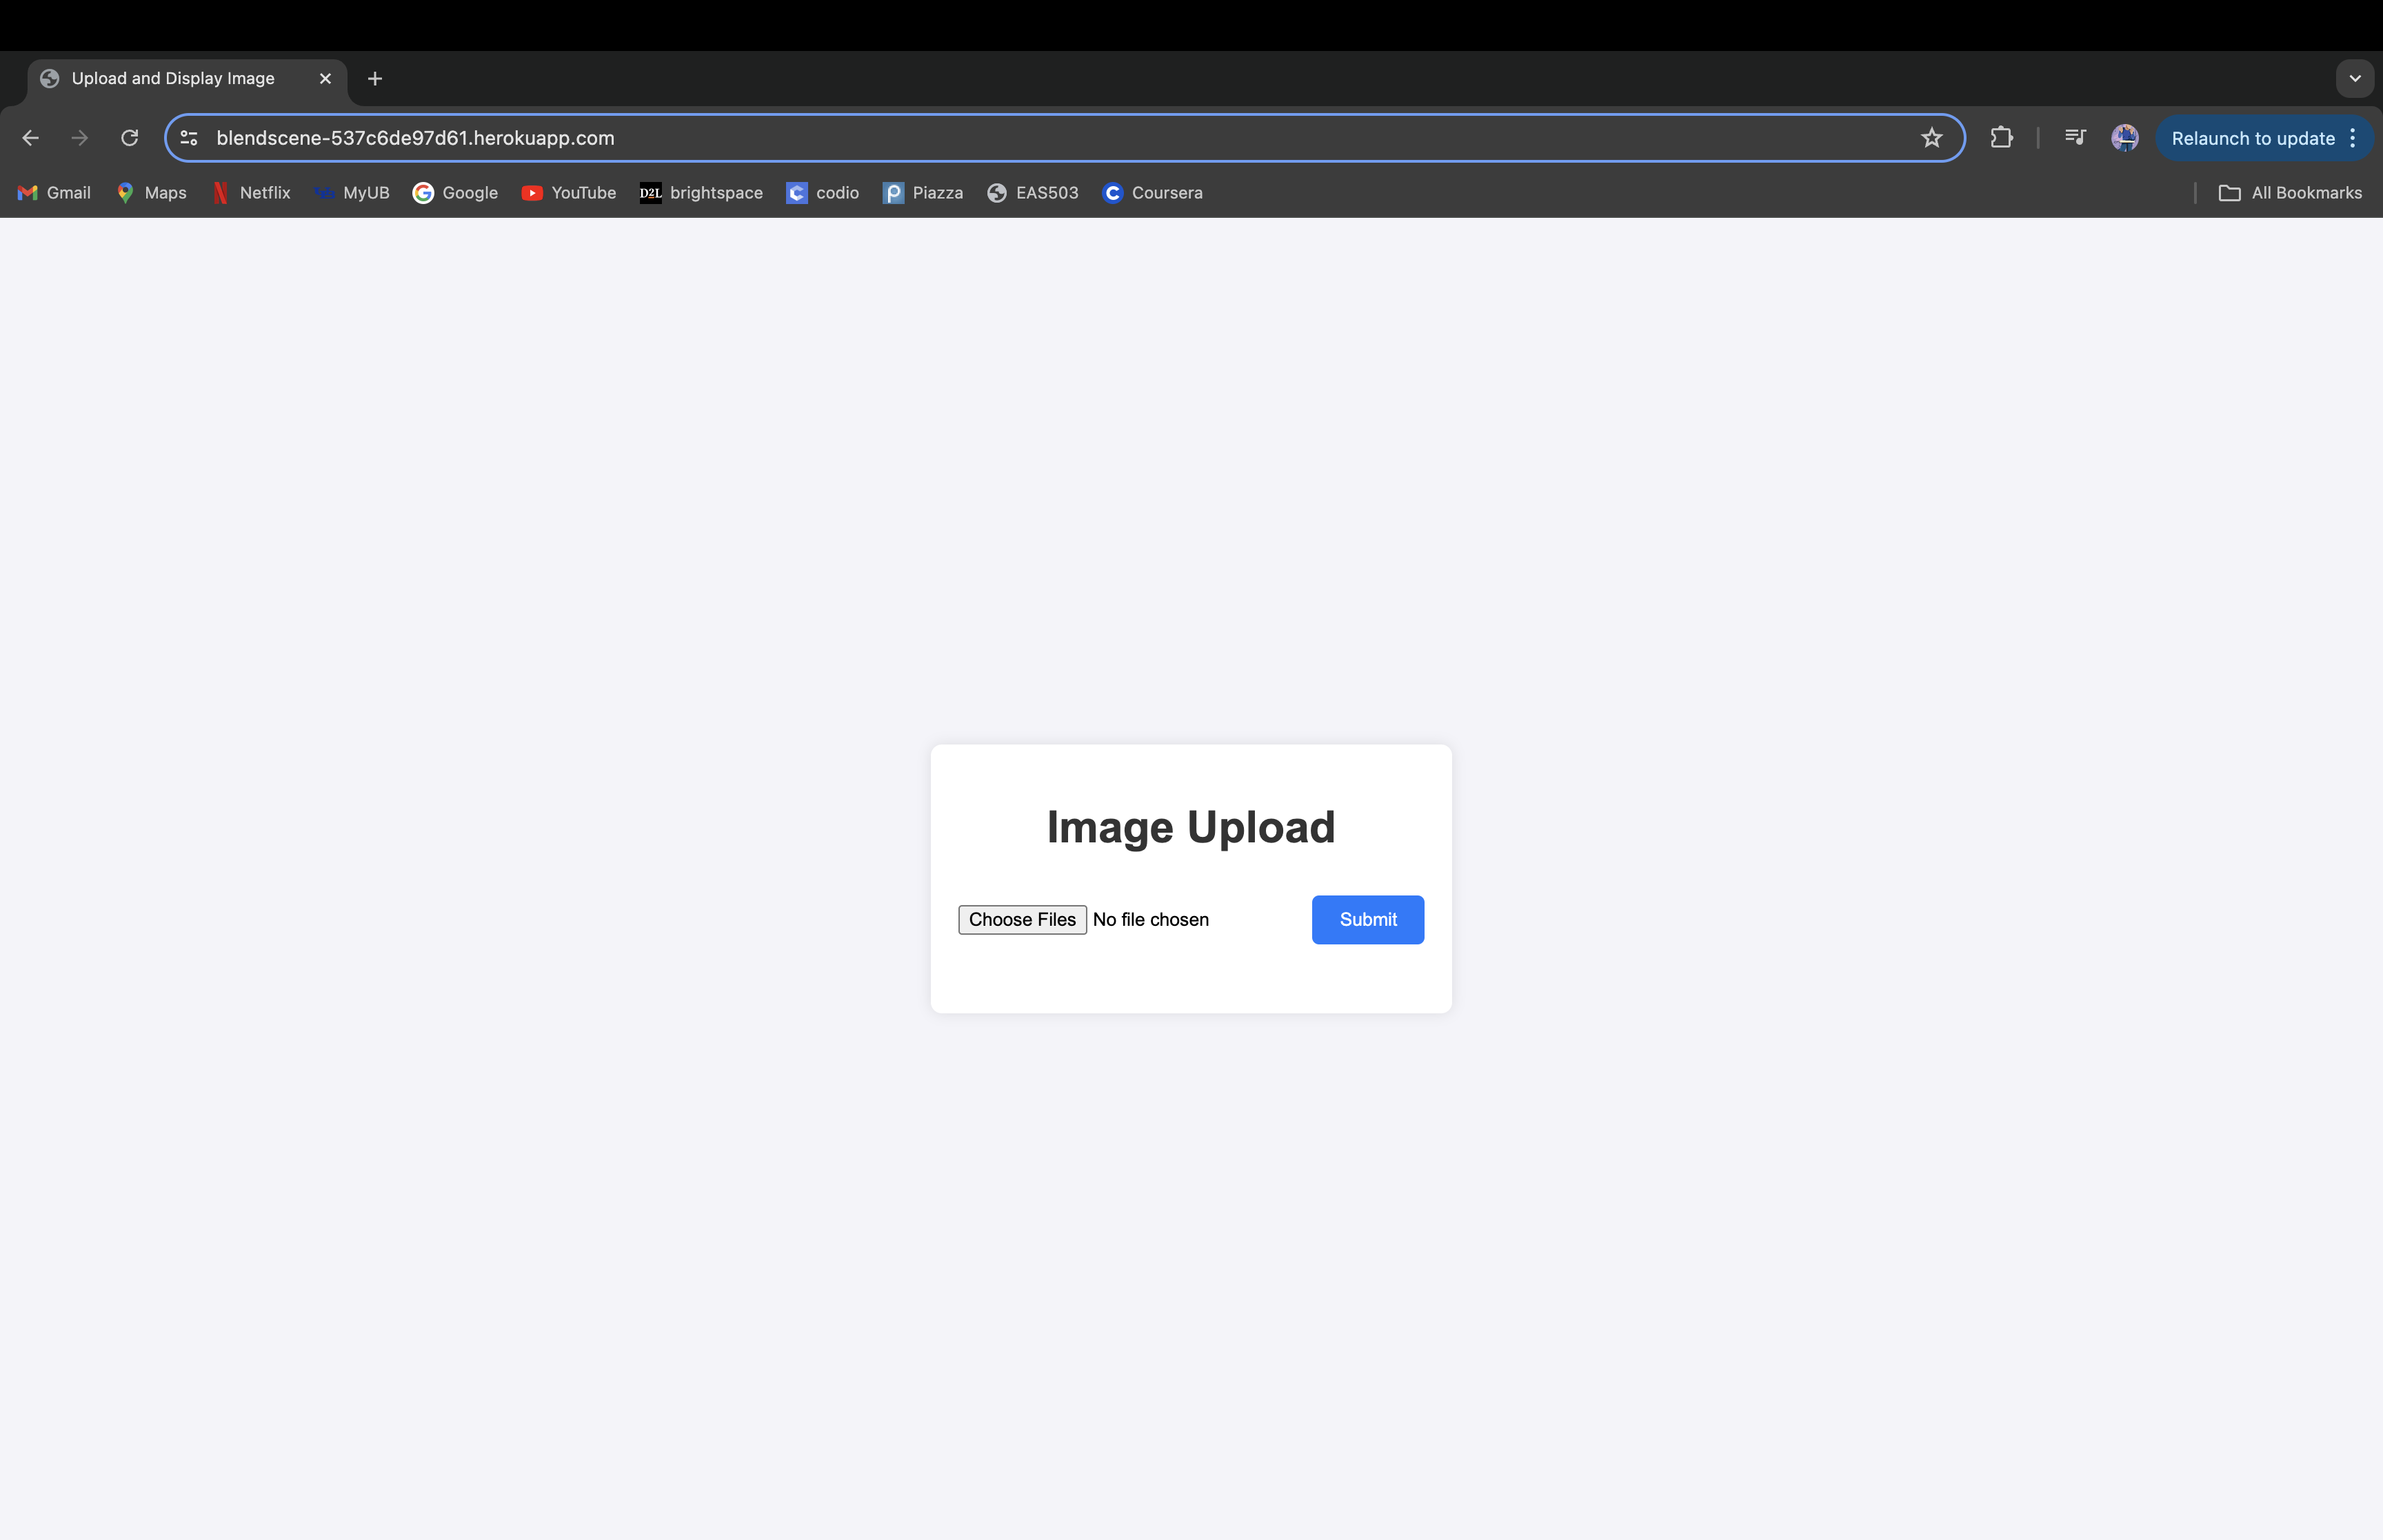 Upload and Display Image
blendscene-537c6de97d61.herokuapp.com
Relaunch to update
Gmail Maps Netflix MyUB Google YouTube D2L brightspace codio Piazza EAS503 Coursera All Bookmarks
Image Upload
Choose Files No file chosen Submit